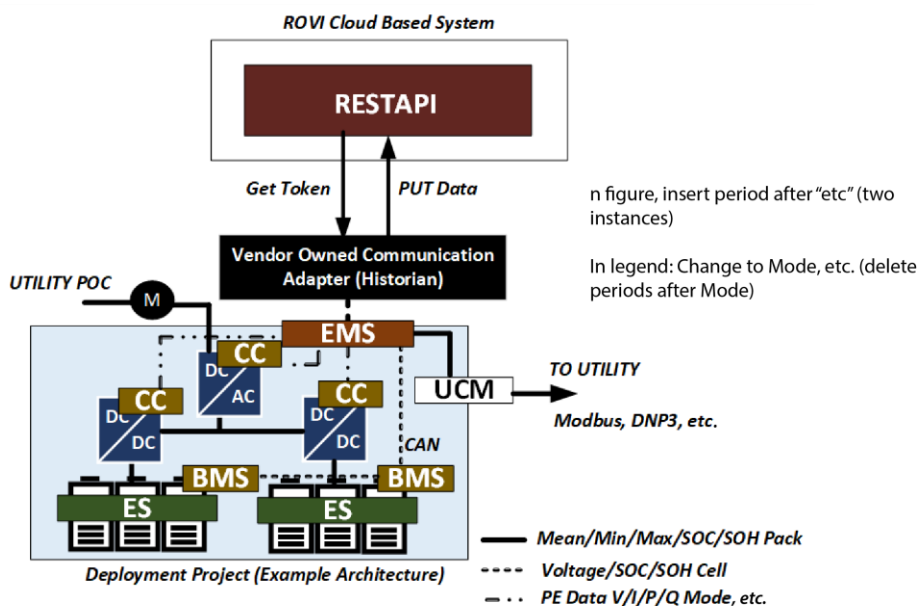 ROVI Cloud Based System
RESTAPI
Get Token
PUT Data
n figure, insert period after “etc” (two
instances)
In legend: Change to Mode, etc. (delete
periods after Mode)
Vendor Owned Communication
Adapter (Historian)
UTILITY POC
M
EMS
CC
DC
AC
UCM
TO UTILITY
Modbus, DNP3, etc.
CC
DC
DC
CC
DC
DC
CAN
BMS
BMS
ES
ES
Mean/Min/Max/SOC/SOH Pack
Deployment Project (Example Architecture)
Voltage/SOC/SOH Cell
PE Data V/I/P/Q Mode, etc.